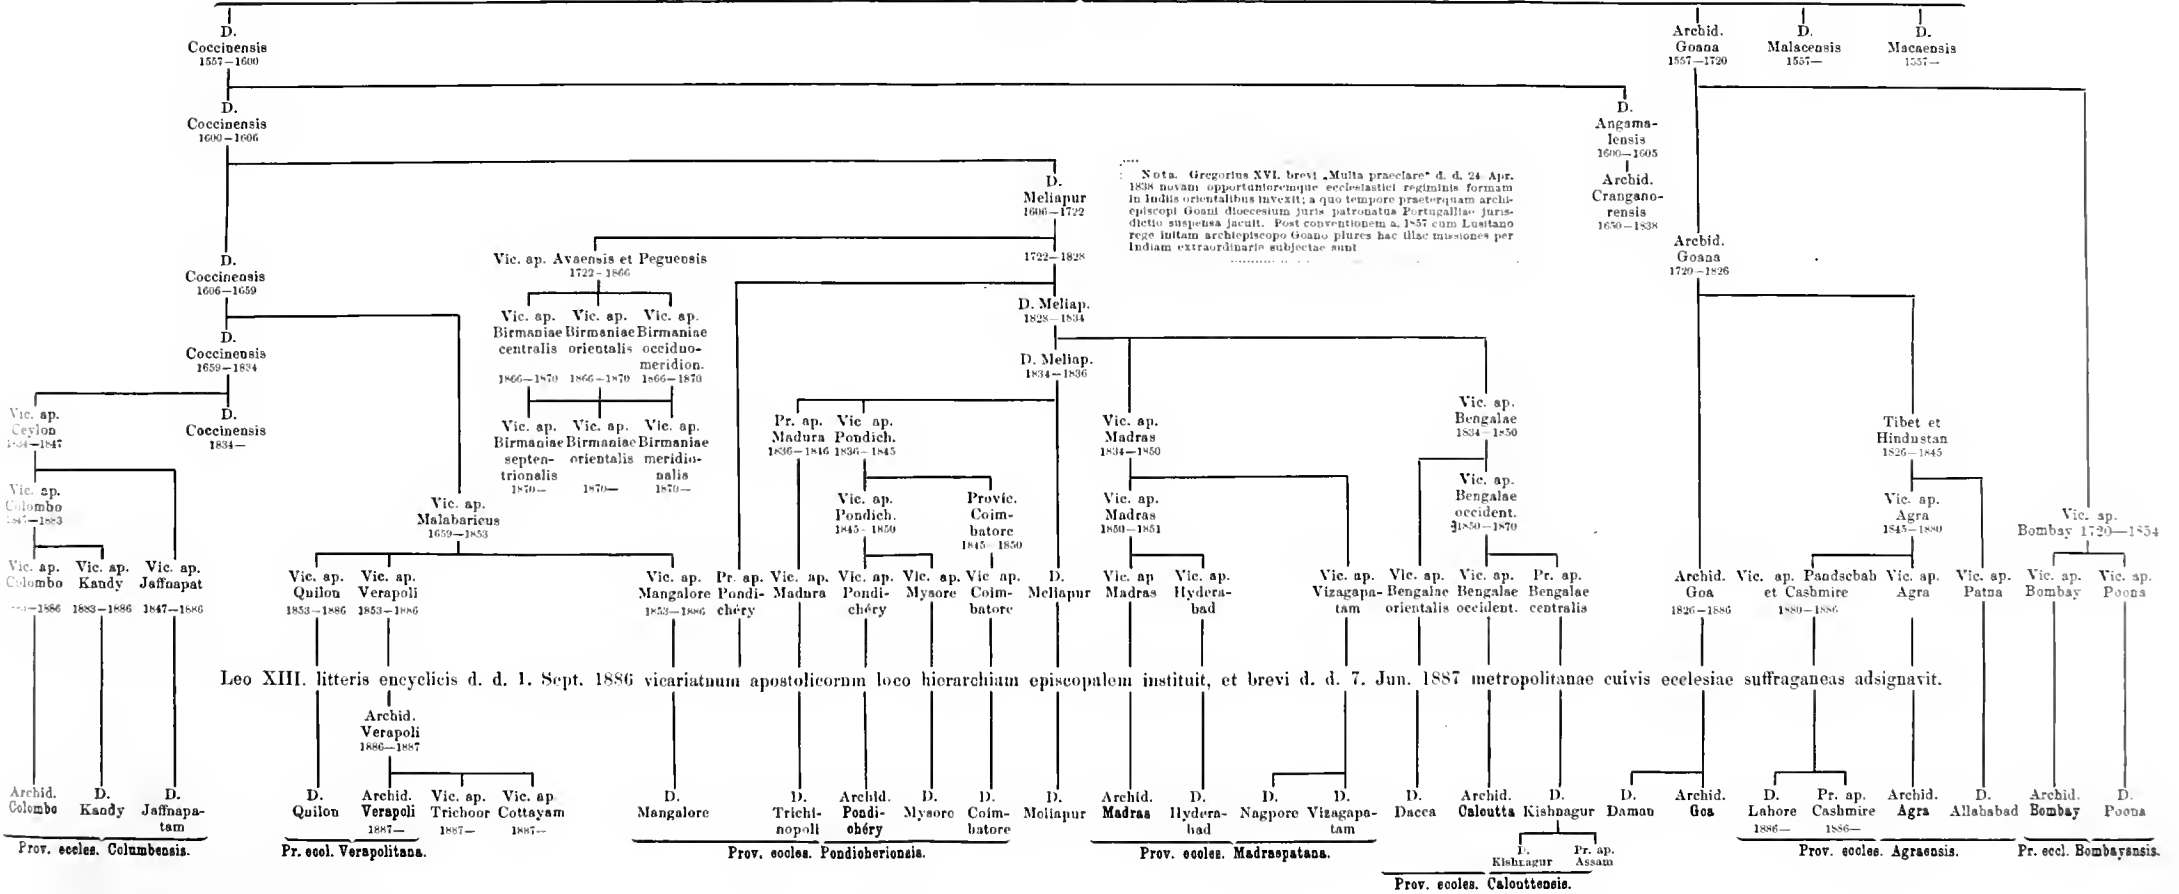 D.
Coccinensis
1557—1600
Archid.
Goana
1557—1720
D.
Malacensis
1557—
D.
Macaensis
1557—
D.
Coccinensis
1600—1606
D.
Angama-
lensis
1600—1605
Archid.
Crangano-
rensis
1650—1838
D.
Meliapur
1606—1722
Nota. Gregorius XVI. brevi „Multa praeclare“ d. d. 24 Apr.
1838 novam opportunioremque ecclesiastici regiminis formam
in Indiis orientalibus invexit; a quo tempore praeterquam archi-
episcopi Goani dioecesium juris patronatus Portugalliae juris-
dictio suspensa jacuit. Post conventionem a. 1857 cum Lusitano
rege initam archiepiscopo Goano plures hac illac missiones per
Indiam extraordinarie subjectae sunt
Archid.
Goana
1720—1826
D.
Coccinensis
1606—1659
Vic. ap. Avaensis et Peguensis
1722—1866
1722—1828
Vic. ap.
Birmaniae
centralis
1866—1870
Vic. ap.
Birmaniae
orientalis
1866—1870
Vic. ap.
Birmaniae
occiduo-
meridion.
1866—1870
D. Meliap.
1828—1834
D.
Coccinensis
1659—1834
D. Meliap.
1834—1836
Vic. ap.
Ceylon
1834—1847
D.
Coccinensis
1834—
Vic. ap.
Birmaniae
septen-
trionalis
1870—
Vic. ap.
Birmaniae
orientalis
1870—
Vic. ap.
Birmaniae
meridio-
nalis
1870—
Pr. ap.
Madura
1836—1846
Vic ap.
Pondich.
1836—1845
Vic. ap.
Madras
1834—1850
Vic. ap.
Bengalae
1834—1850
Tibet et
Hindustan
1826—1845
Vic. ap.
Colombo
1847—1883
Vic. ap.
Malabaricus
1659—1853
Vic. ap.
Pondich.
1845—1850
Provic.
Coim-
batore
1845—1850
Vic. ap.
Madras
1850—1851
Vic. ap.
Bengalae
occident.
1850—1870
Vic. ap.
Agra
1845—1880
Vic. ap.
Bombay 1720—1854
Vic. ap.
Colombo
—1886
Vic. ap.
Kandy
1883—1886
Vic. ap.
Jaffnapat
1847—1886
Vic. ap.
Quilon
1853—1886
Vic. ap.
Verapoli
1853—1886
Vic. ap.
Mangalore
1853—1886
Pr. ap.
Pondi-
chéry
Vic. ap.
Madura
Vic. ap.
Pondi-
chéry
Vic. ap.
Mysore
Vic ap.
Coim-
batore
D.
Meliapur
Vic. ap
Madras
Vic. ap.
Hydera-
bad
Vic. ap.
Vizagapa-
tam
Vic. ap.
Bengalae
orientalis
Vic. ap.
Bengalae
occident.
Pr. ap.
Bengalae
centralis
Archid.
Goa
1826—1886
Vic. ap. Pandschab
et Cashmire
1880—1886
Vic. ap.
Agra
Vic. ap.
Patna
Vic. ap.
Bombay
Vic. ap.
Poona
Leo XIII. litteris encyclicis d. d. 1. Sept. 1886 vicariatuum apostolicorum loco hierarchiam episcopalem instituit, et brevi d. d. 7. Jun. 1887 metropolitanae cuivis ecclesiae suffraganeas adsignavit.
Archid.
Verapoli
1886—1887
Archid.
Colombo
D.
Kandy
D.
Jaffnapa-
tam
Prov. eccles. Columbensis.
D.
Quilon
Archid.
Verapoli
1887—
Vic. ap.
Trichoor
1887—
Vic. ap
Cottayam
1887—
Pr. eccl. Verapolitana.
D.
Mangalore
D.
Trichi-
nopoli
Archid.
Pondi-
chéry
D.
Mysore
D.
Coim-
batore
D.
Meliapur
Prov. eccles. Pondicheriensis.
Archid.
Madras
D.
Hydera-
bad
D.
Nagpore
D.
Vizagapa-
tam
Prov. eccles. Madraspatana.
D.
Dacca
Archid.
Calcutta
D.
Kishnagur
D.
Kishnagur
Pr. ap.
Assam
Prov. eccles. Calcuttensis.
D.
Daman
Archid.
Goa
D.
Lahore
1886—
Pr. ap.
Cashmire
1886—
Archid.
Agra
D.
Allahabad
Prov. eccles. Agraensis.
Archid.
Bombay
D.
Poona
Pr. eccl. Bombayensis.